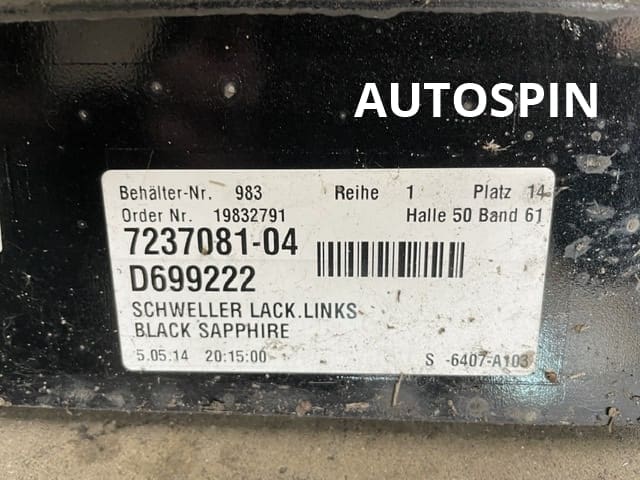 AUTOSPIN
Behälter-Nr. 983 Reihe 1 Platz 14
Order Nr. 19832791 Halle 50 Band 61
7237081-04
D699222
SCHWELLER LACK.LINKS
BLACK SAPPHIRE
5.05.14 20:15:00 S -6407-A103